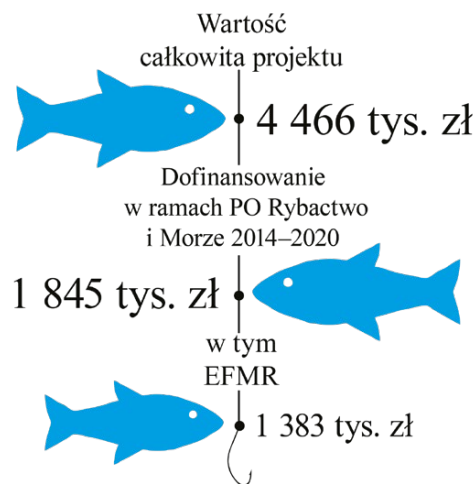 Wartość
całkowita projektu
4 466 tys. zł
Dofinansowanie
w ramach PO Rybactwo
i Morze 2014–2020
1 845 tys. zł
w tym
EFMR
1 383 tys. zł